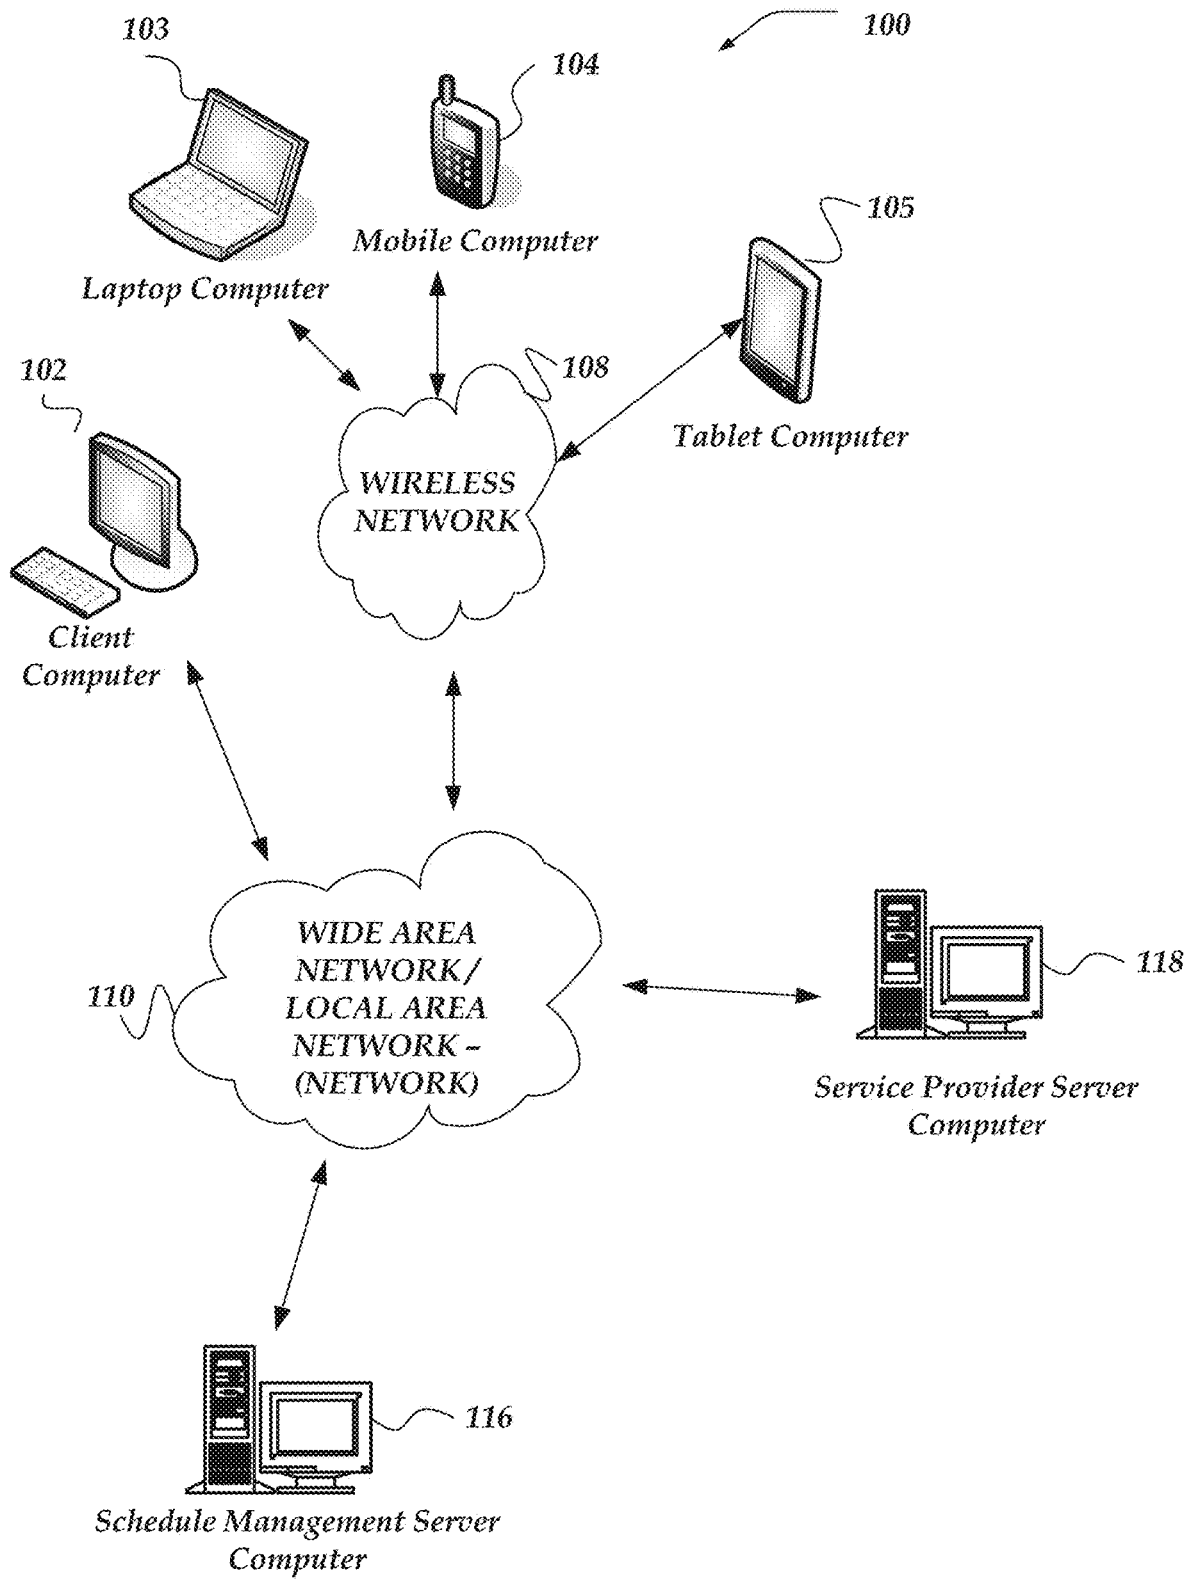 100
103
104
Mobile Computer
Laptop Computer
105
Tablet Computer
108
102
WIRELESS
NETWORK
Client
Computer
WIDE AREA
NETWORK /
LOCAL AREA
NETWORK –
(NETWORK)
110
118
Service Provider Server
Computer
116
Schedule Management Server
Computer